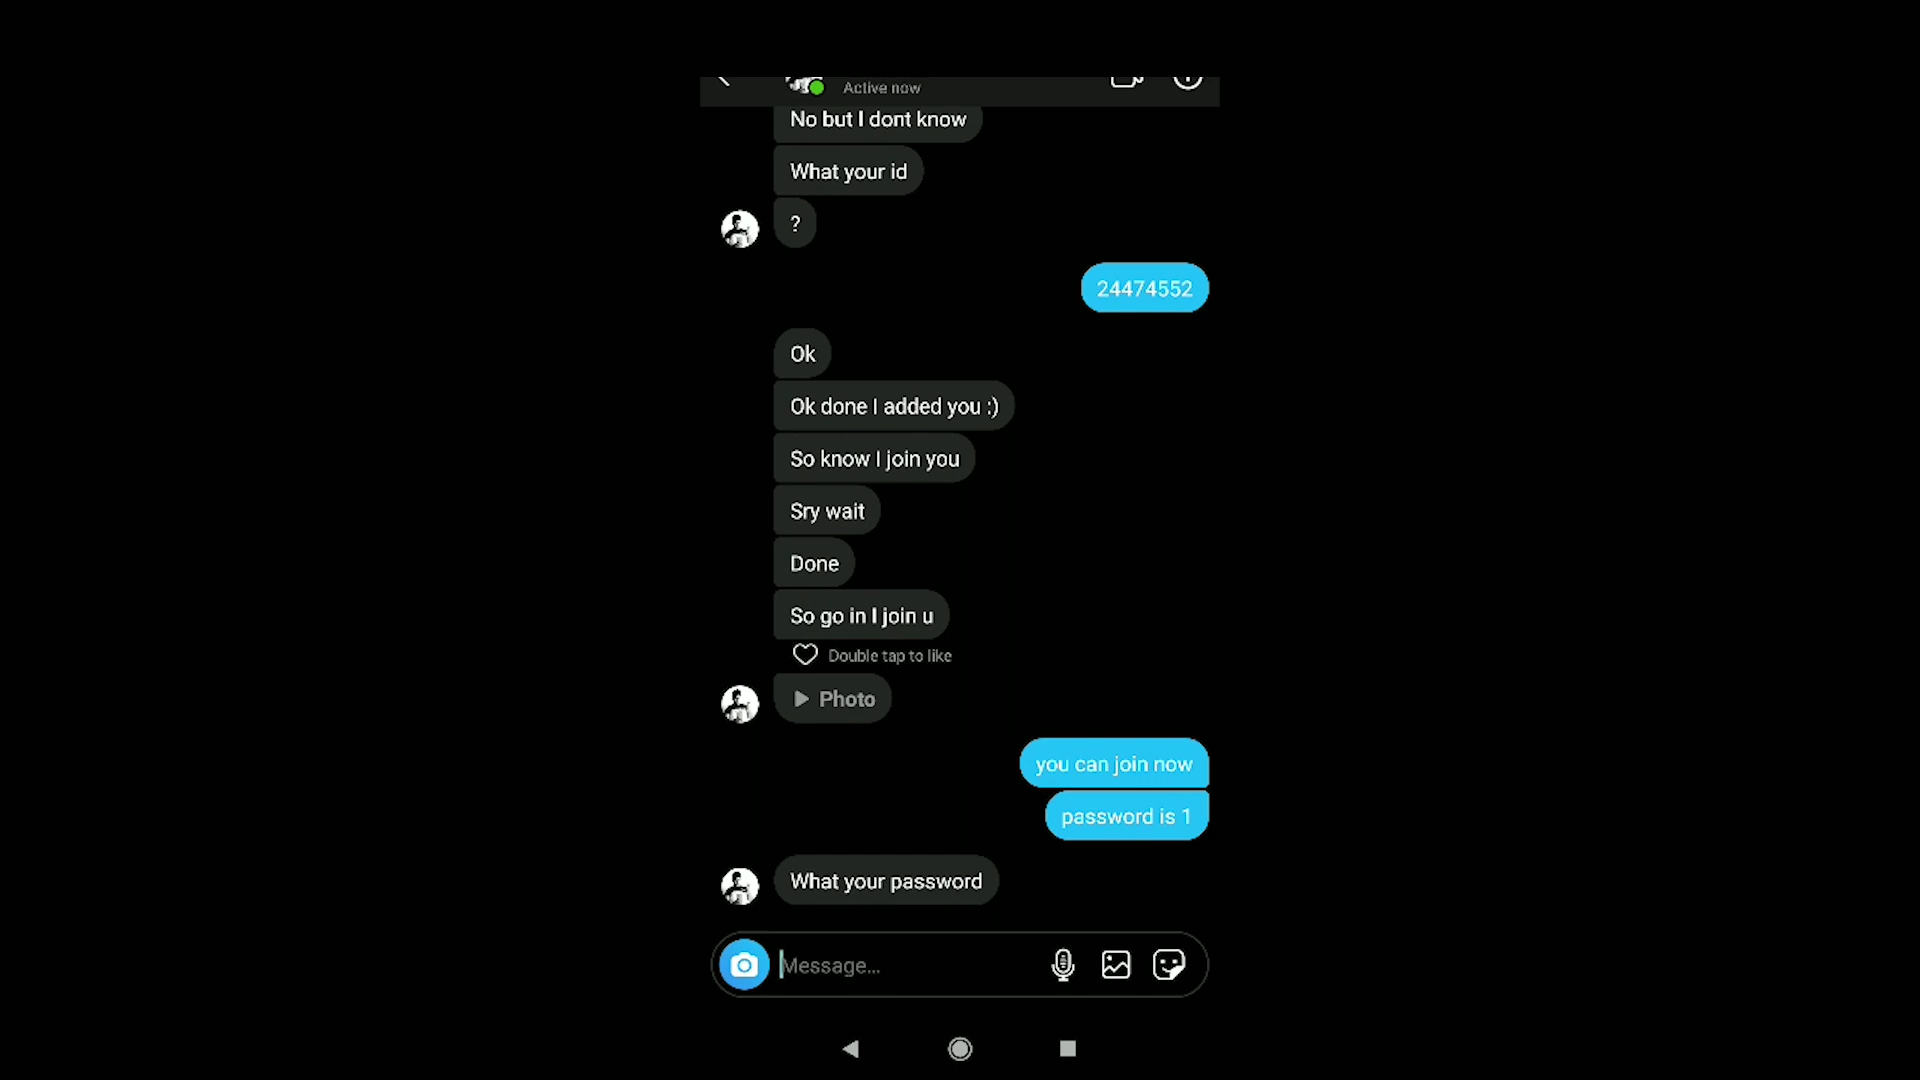 Active now
No but I dont know
What your id
?
24474552
Ok
Ok done I added you :)
So know I join you
Sry wait
Done
So go in I join u
Double tap to like
Photo
you can join now
password is 1
What your password
Message...